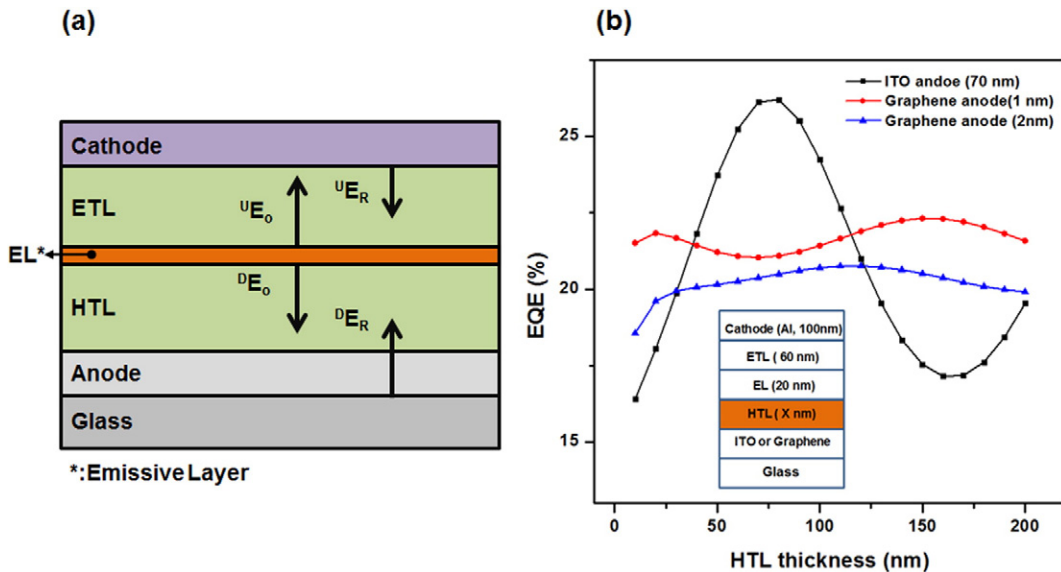 (a)
Cathode
ETL
ᵁEₒ
ᵁE_R
EL*
ᴰEₒ
ᴰE_R
HTL
Anode
Glass
*:Emissive Layer
(b)
ITO andoe (70 nm)
Graphene anode(1 nm)
Graphene anode (2nm)
25
20
15
EQE (%)
Cathode (Al, 100nm)
ETL ( 60 nm)
EL (20 nm)
HTL ( X nm)
ITO or Graphene
Glass
0 50 100 150 200
HTL thickness (nm)